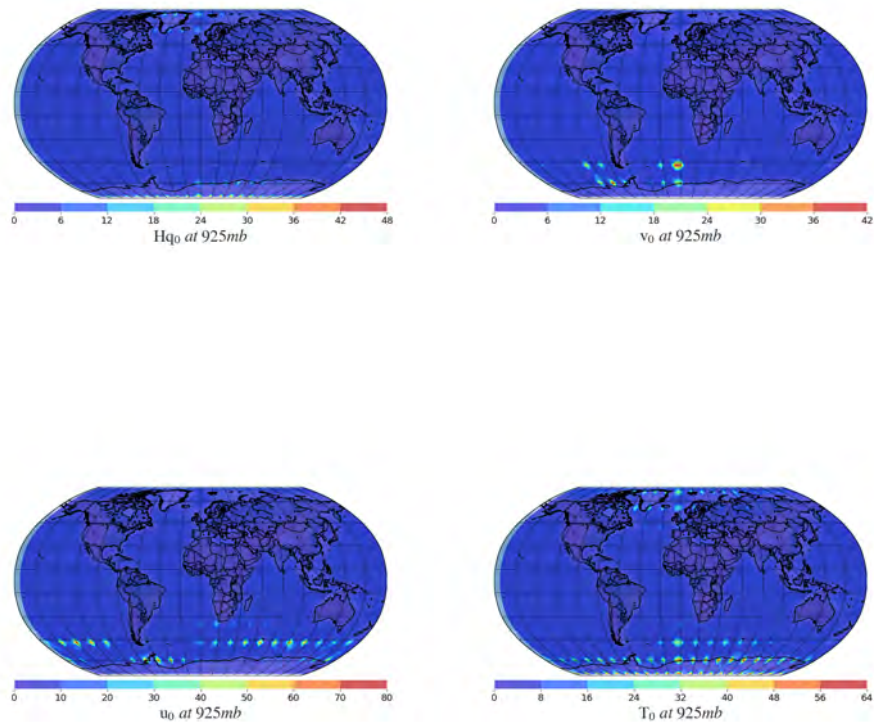 0 6 12 18 24 30 36 42 48
Hq₀ at 925mb
0 6 12 18 24 30 36 42
v₀ at 925mb
0 10 20 30 40 50 60 70 80
u₀ at 925mb
0 8 16 24 32 40 48 56 64
T₀ at 925mb